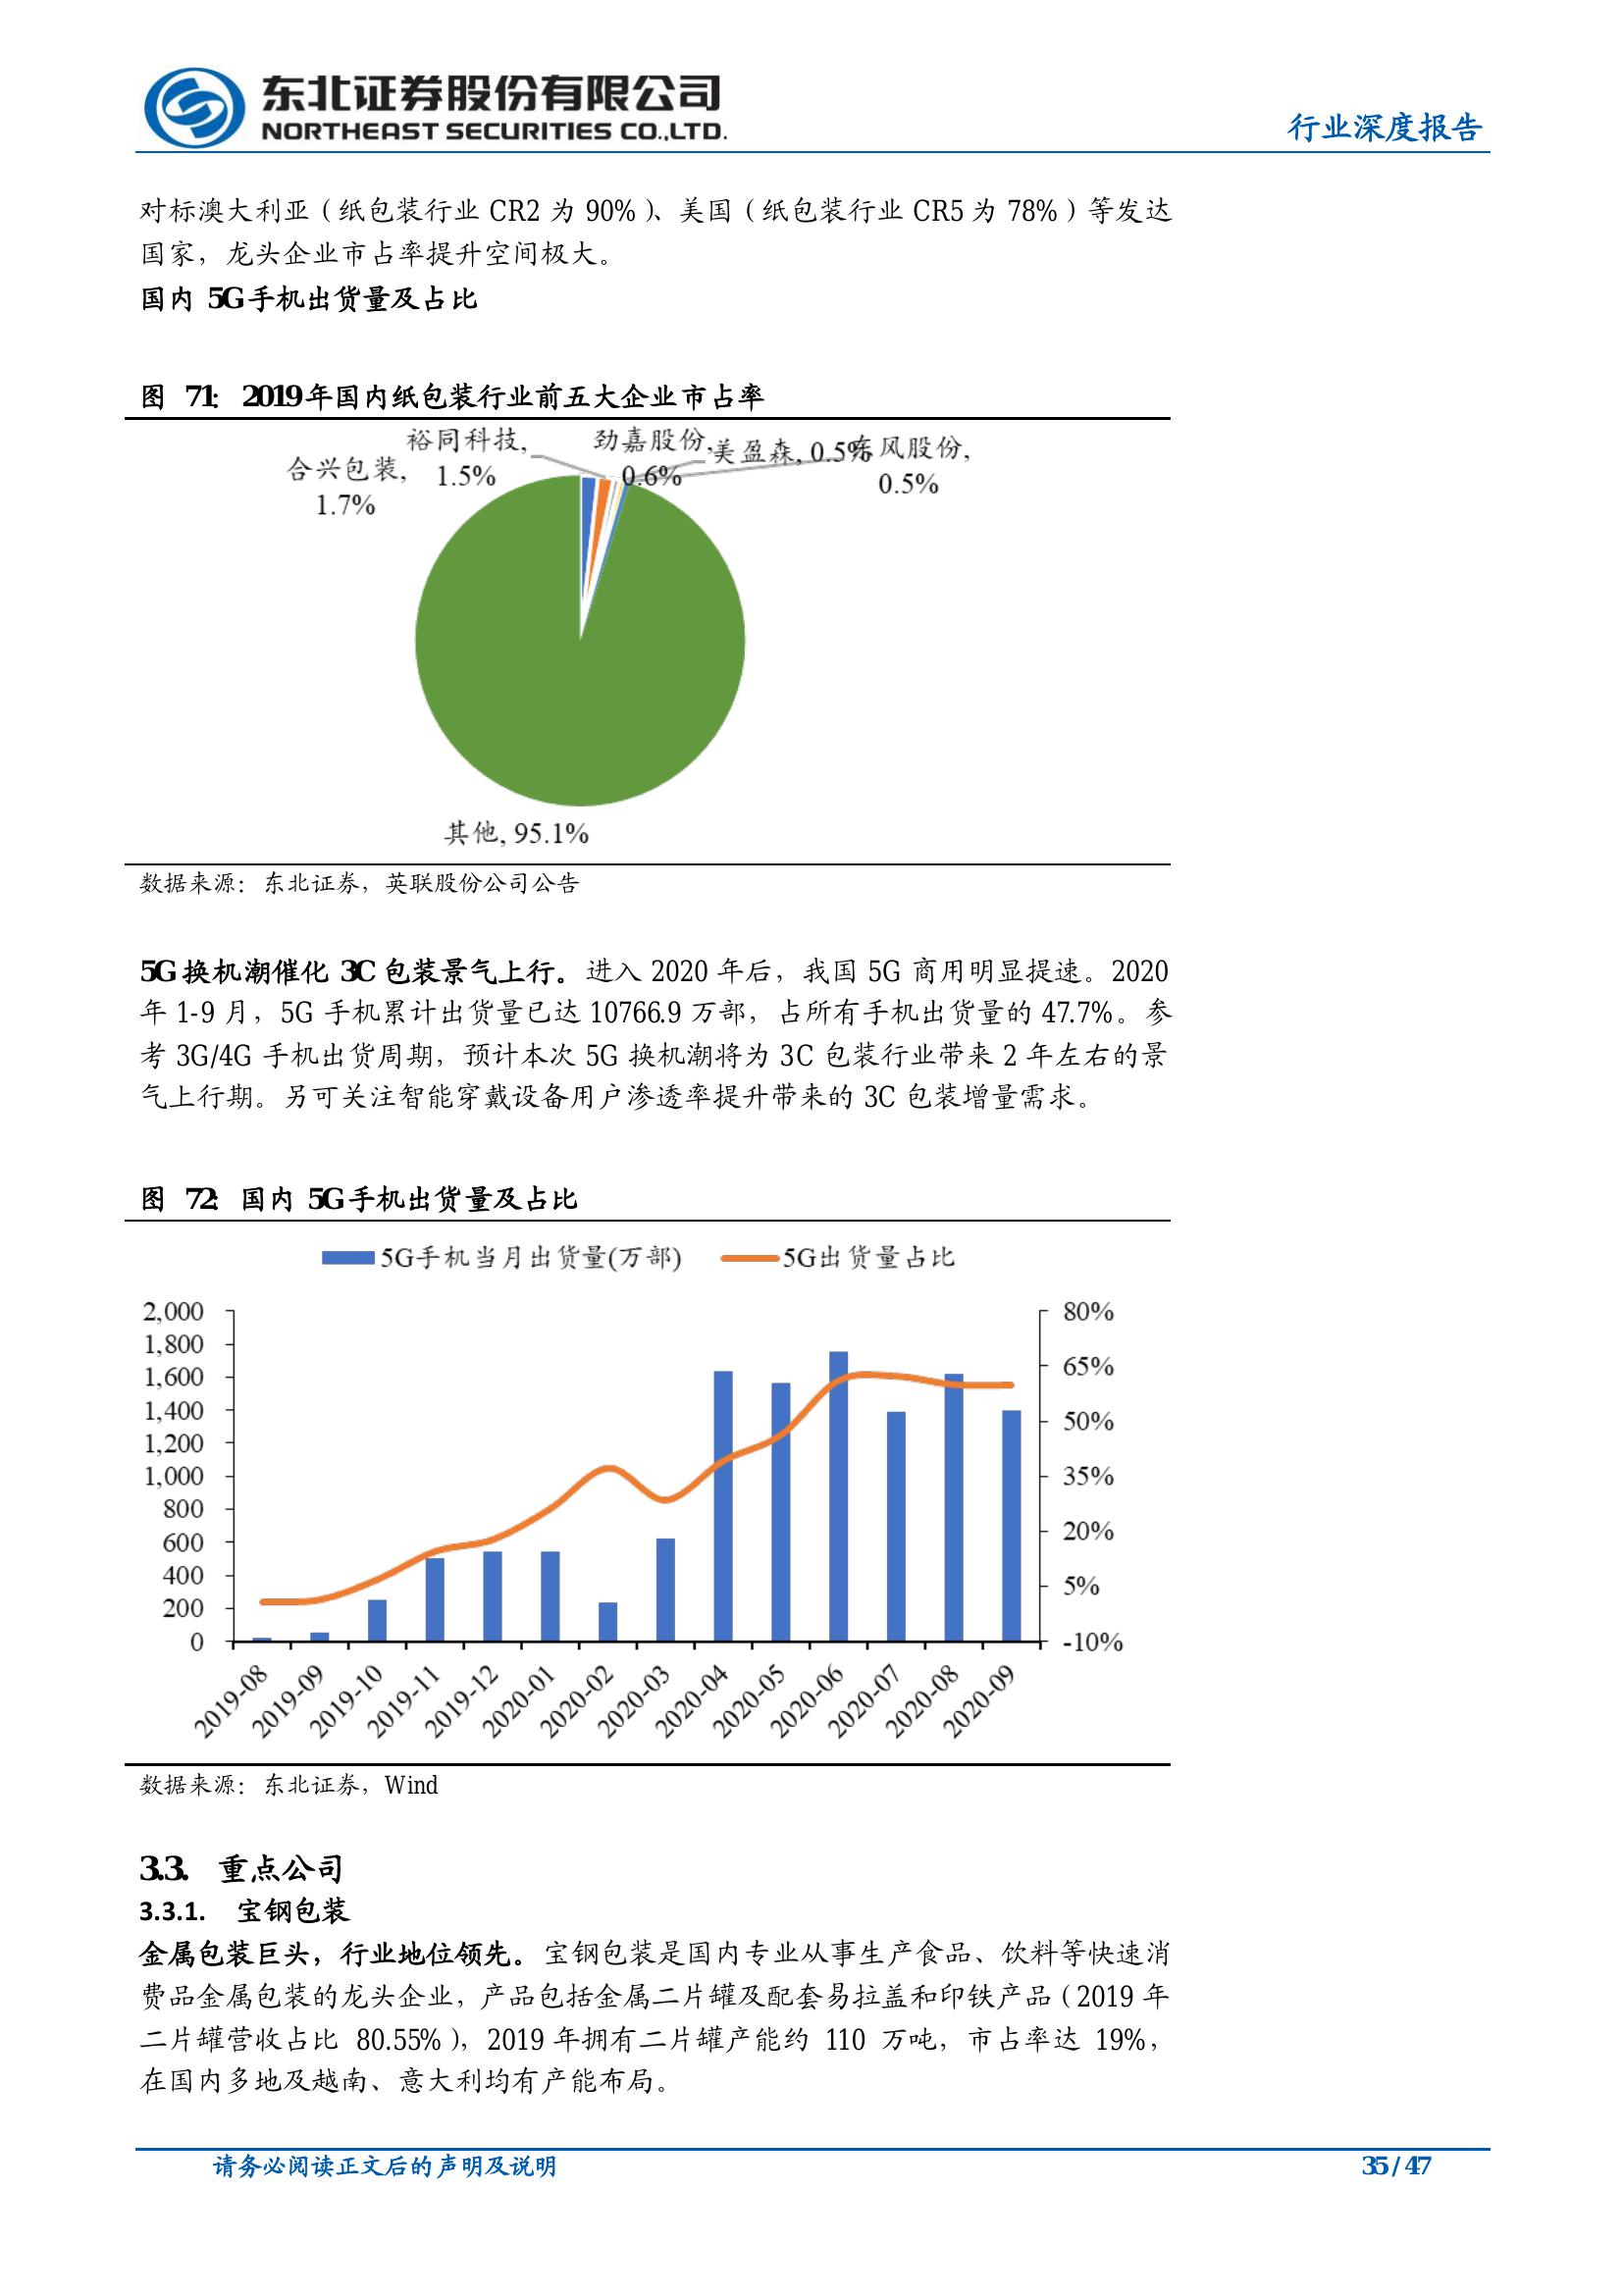 东北证券股份有限公司
NORTHEAST SECURITIES CO.,LTD.
行业深度报告
对标澳大利亚（纸包装行业 CR2 为 90%）、美国（纸包装行业 CR5 为 78%）等发达
国家，龙头企业市占率提升空间极大。
国内 5G 手机出货量及占比
图 71：2019 年国内纸包装行业前五大企业市占率
合兴包装,
1.7%
裕同科技,
1.5%
劲嘉股份,
0.6%
美盈森, 0.5%
东风股份,
0.5%
其他, 95.1%
数据来源：东北证券，英联股份公司公告
5G 换机潮催化 3C 包装景气上行。进入 2020 年后，我国 5G 商用明显提速。2020
年 1-9 月，5G 手机累计出货量已达 10766.9 万部，占所有手机出货量的 47.7%。参
考 3G/4G 手机出货周期，预计本次 5G 换机潮将为 3C 包装行业带来 2 年左右的景
气上行期。另可关注智能穿戴设备用户渗透率提升带来的 3C 包装增量需求。
图 72：国内 5G 手机出货量及占比
5G手机当月出货量(万部) 5G出货量占比
2,000
1,800
1,600
1,400
1,200
1,000
800
600
400
200
0
80%
65%
50%
35%
20%
5%
-10%
2019-08
2019-09
2019-10
2019-11
2019-12
2020-01
2020-02
2020-03
2020-04
2020-05
2020-06
2020-07
2020-08
2020-09
数据来源：东北证券，Wind
3.3. 重点公司
3.3.1. 宝钢包装
金属包装巨头，行业地位领先。宝钢包装是国内专业从事生产食品、饮料等快速消
费品金属包装的龙头企业，产品包括金属二片罐及配套易拉盖和印铁产品（2019 年
二片罐营收占比 80.55%），2019 年拥有二片罐产能约 110 万吨，市占率达 19%，
在国内多地及越南、意大利均有产能布局。
请务必阅读正文后的声明及说明
35 / 47